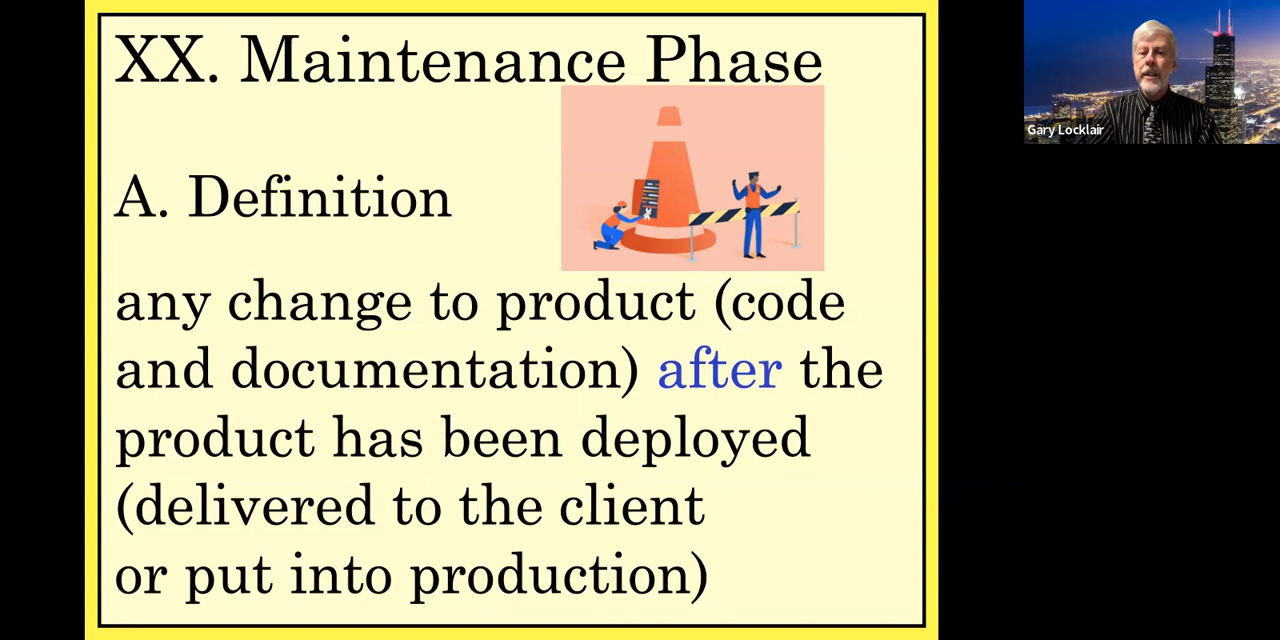 XX. Maintenance Phase
A. Definition
any change to product (code
and documentation) after the
product has been deployed
(delivered to the client
or put into production)
Gary Locklair